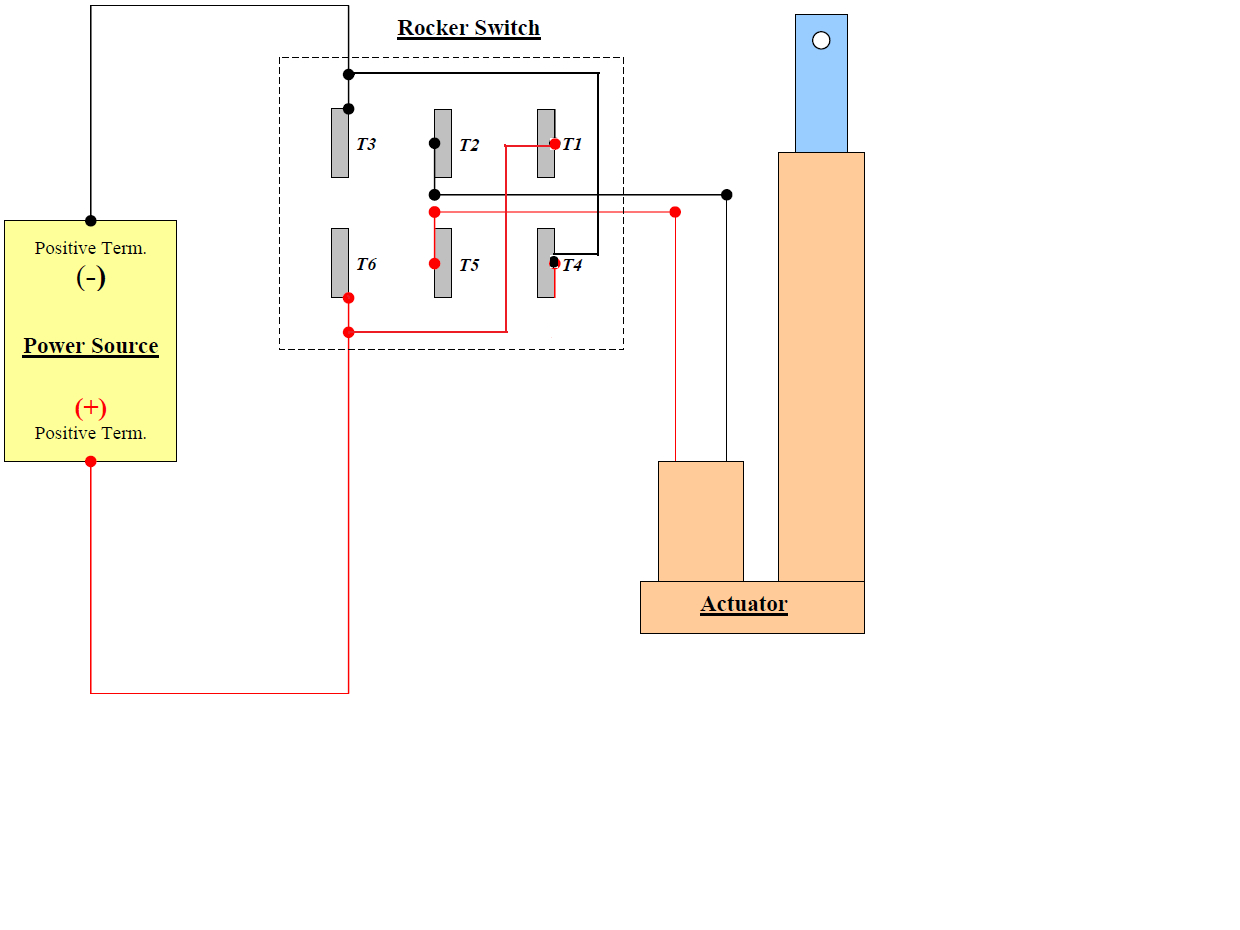 Rocker Switch
T3
T2
T1
T6
T5
T4
Positive Term.
(-)
Power Source
(+)
Positive Term.
Actuator